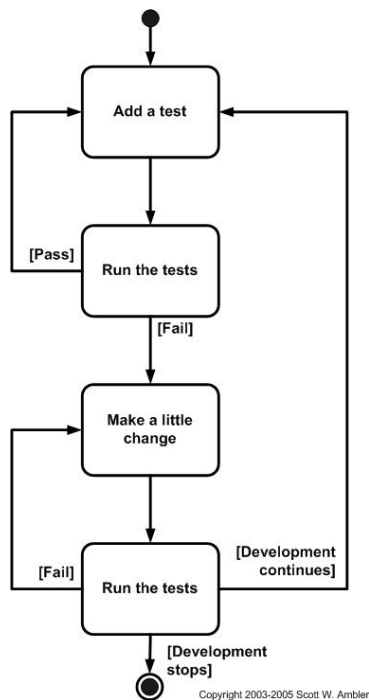 Add a test
[Pass]
Run the tests
[Fail]
Make a little
change
[Fail]
Run the tests
[Development
continues]
[Development
stops]
Copyright 2003-2005 Scott W. Ambler